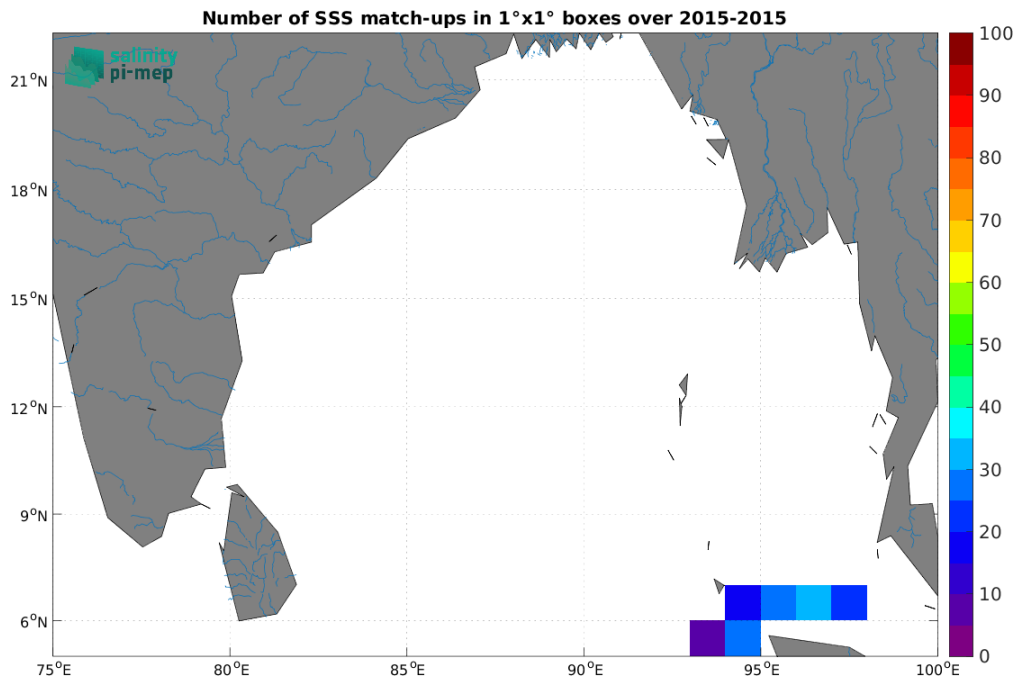 Number of SSS match-ups in 1°x1° boxes over 2015-2015
salinity
pi-mep
21°N
18°N
15°N
12°N
9°N
6°N
75°E 80°E 85°E 90°E 95°E 100°E
100
90
80
70
60
50
40
30
20
10
0